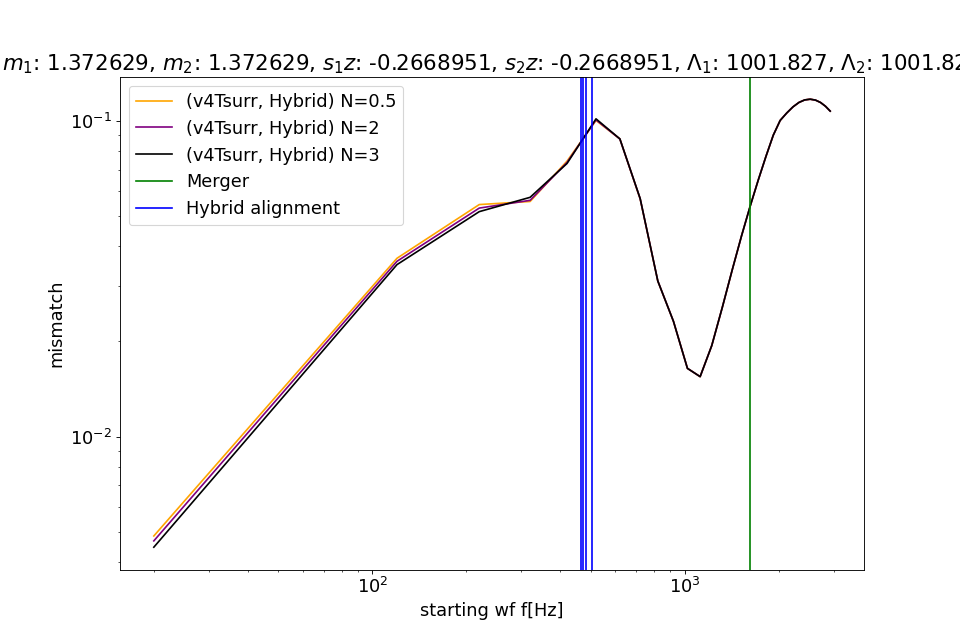 m₁: 1.372629, m₂: 1.372629, s₁z: -0.2668951, s₂z: -0.2668951, Λ₁: 1001.827, Λ₂: 1001.82
(v4Tsurr, Hybrid) N=0.5
(v4Tsurr, Hybrid) N=2
(v4Tsurr, Hybrid) N=3
Merger
Hybrid alignment
10⁻¹
10⁻²
mismatch
10²
10³
starting wf f[Hz]